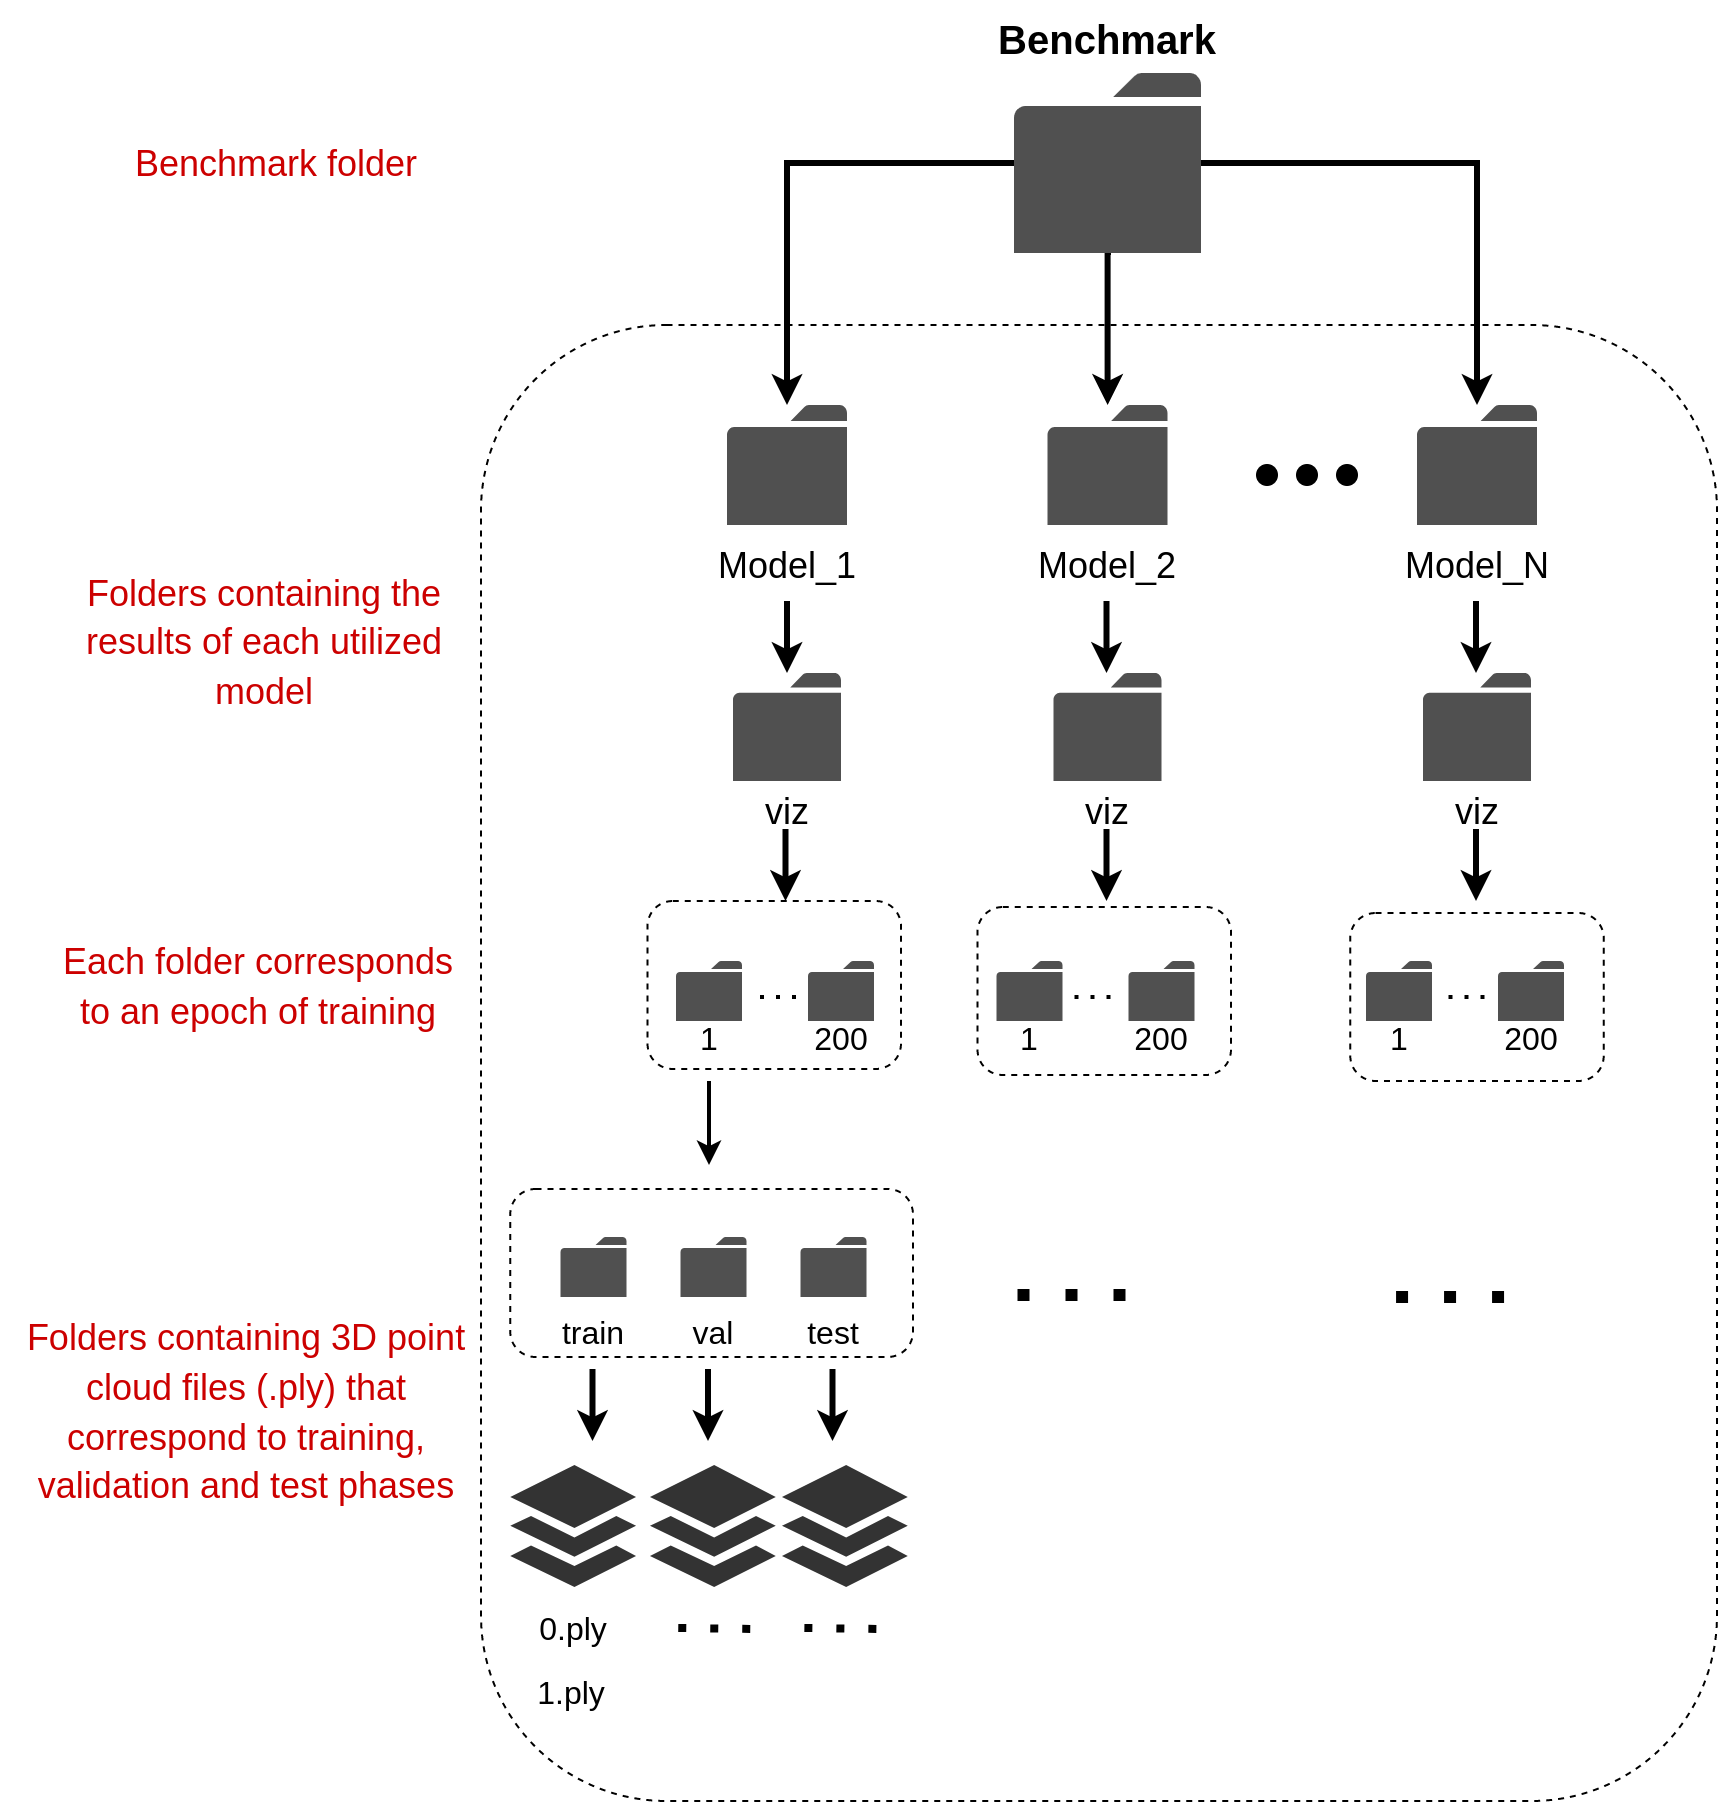 Benchmark
Benchmark folder
Model_1
Model_2
Model_N
Folders containing the
results of each utilized
model
viz
viz
viz
Each folder corresponds
to an epoch of training
1
200
1
200
1
200
train
val
test
Folders containing 3D point
cloud files (.ply) that
correspond to training,
validation and test phases
0.ply
1.ply